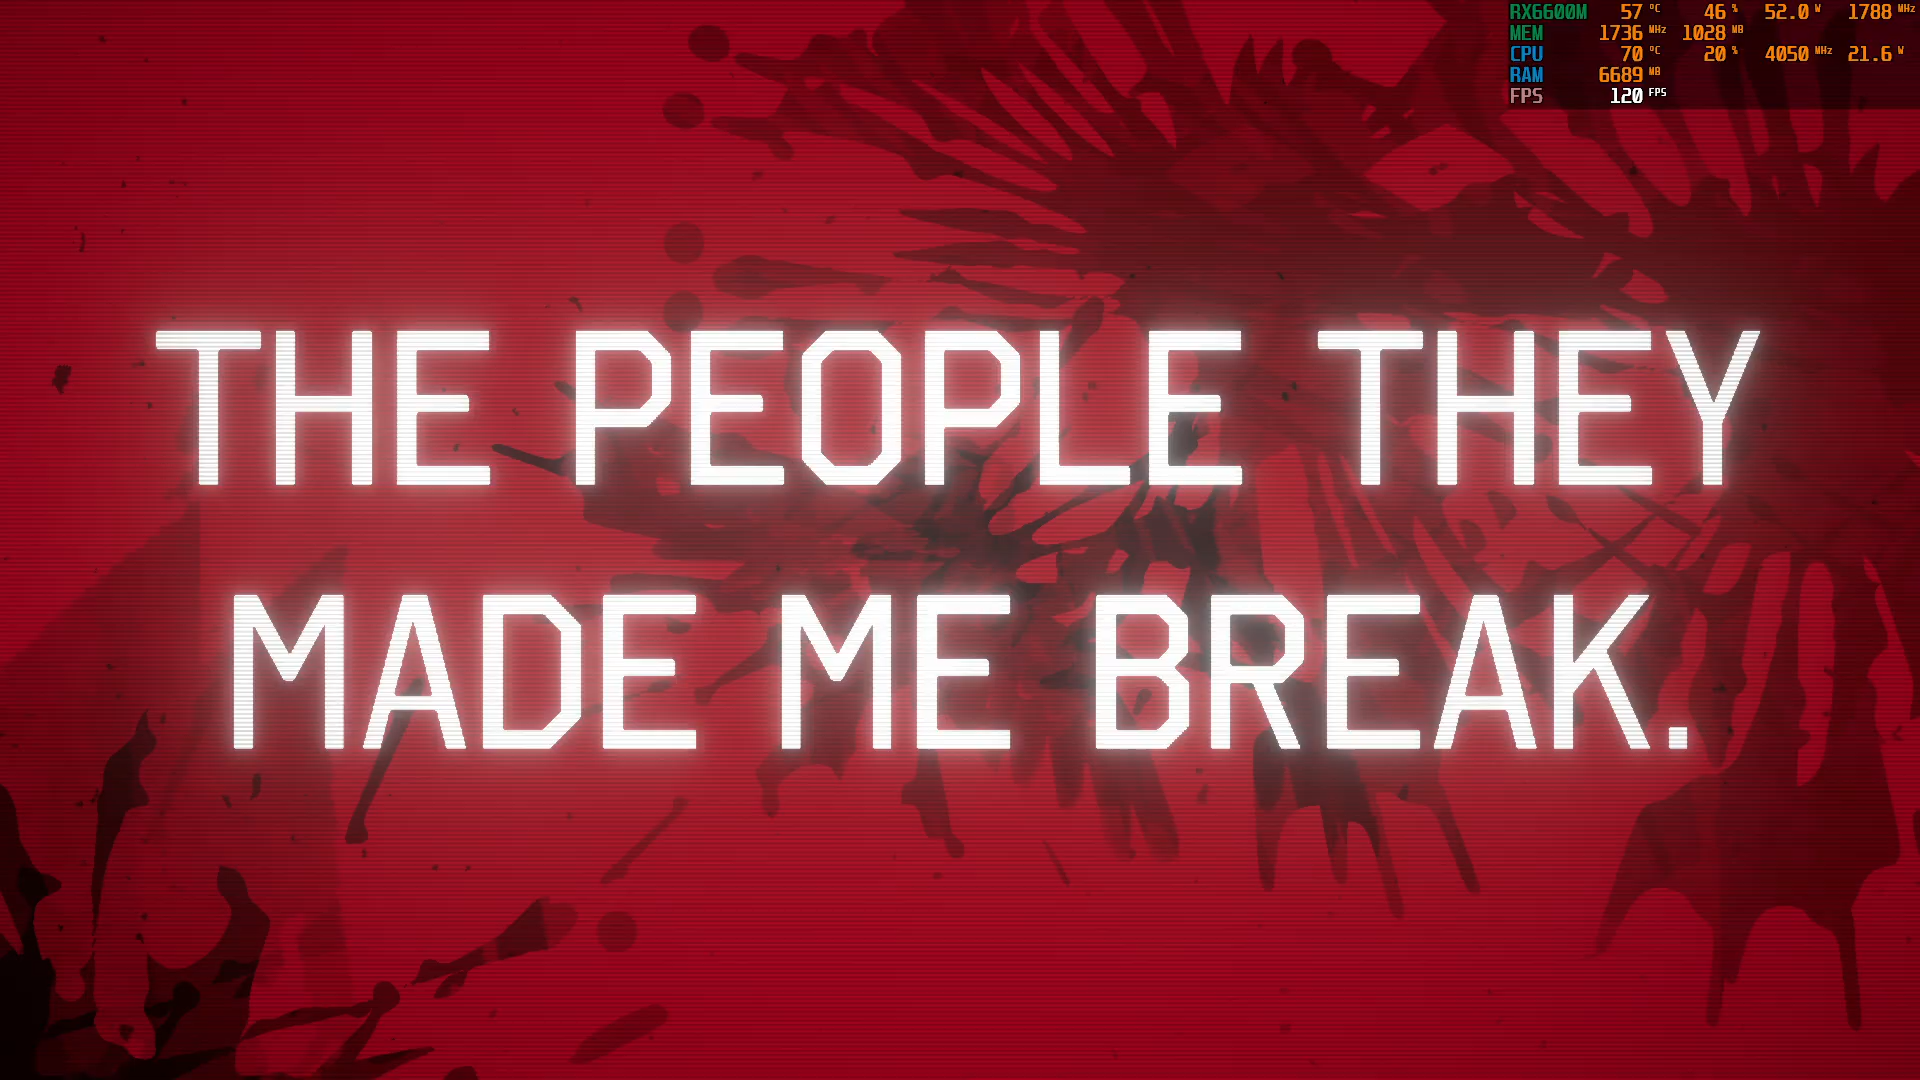 RX6600M 57 °C 46 % 52.0 W 1788 MHz
MEM 1736 MHz 1028 MB
CPU 70 °C 20 % 4050 MHz 21.6 W
RAM 6689 MB
FPS 120 FPS
THE PEOPLE THEY
MADE ME BREAK.